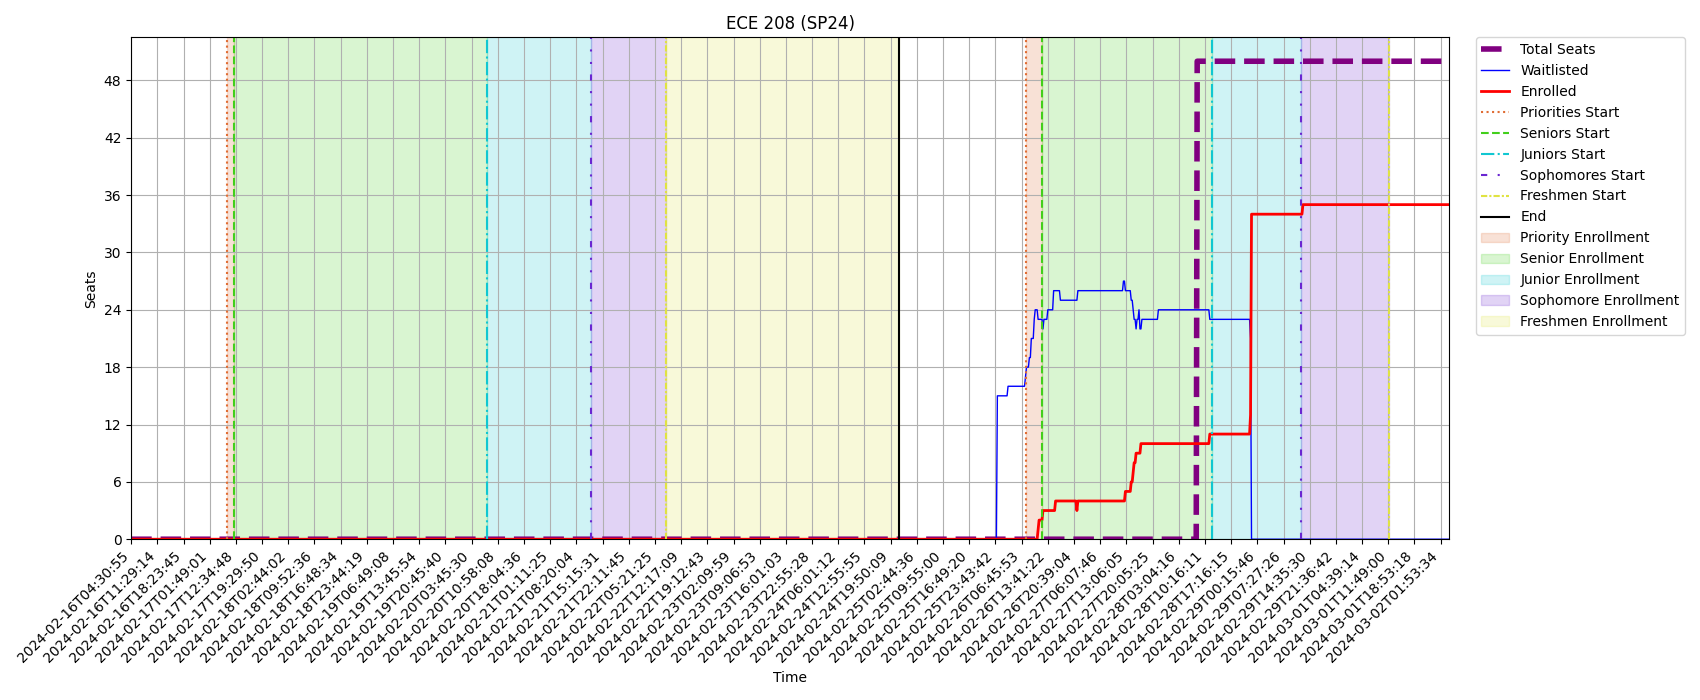 ECE 208 (SP24)
Seats
48
42
36
30
24
18
12
6
0
2024-02-16T04:30:55
2024-02-16T11:29:14
2024-02-16T18:23:45
2024-02-17T01:49:01
2024-02-17T12:34:48
2024-02-17T19:29:50
2024-02-18T02:44:02
2024-02-18T09:52:36
2024-02-18T16:48:34
2024-02-18T23:44:19
2024-02-19T06:49:08
2024-02-19T13:45:54
2024-02-19T20:45:40
2024-02-20T03:45:30
2024-02-20T10:58:08
2024-02-20T18:04:36
2024-02-21T01:11:25
2024-02-21T08:20:04
2024-02-21T15:15:31
2024-02-21T22:11:45
2024-02-22T05:21:25
2024-02-22T12:17:09
2024-02-22T19:12:43
2024-02-23T02:09:59
2024-02-23T09:06:53
2024-02-23T16:01:03
2024-02-23T22:55:28
2024-02-24T06:01:12
2024-02-24T12:55:55
2024-02-24T19:50:09
2024-02-25T02:44:36
2024-02-25T09:55:00
2024-02-25T16:49:20
2024-02-25T23:43:42
2024-02-26T06:45:53
2024-02-26T13:41:22
2024-02-26T20:39:04
2024-02-27T06:07:46
2024-02-27T13:06:05
2024-02-27T20:05:25
2024-02-28T03:04:16
2024-02-28T10:16:11
2024-02-28T17:16:15
2024-02-29T00:15:46
2024-02-29T07:27:26
2024-02-29T14:35:30
2024-02-29T21:36:42
2024-03-01T04:39:14
2024-03-01T11:49:00
2024-03-01T18:53:18
2024-03-02T01:53:34
Time
Total Seats
Waitlisted
Enrolled
Priorities Start
Seniors Start
Juniors Start
Sophomores Start
Freshmen Start
End
Priority Enrollment
Senior Enrollment
Junior Enrollment
Sophomore Enrollment
Freshmen Enrollment